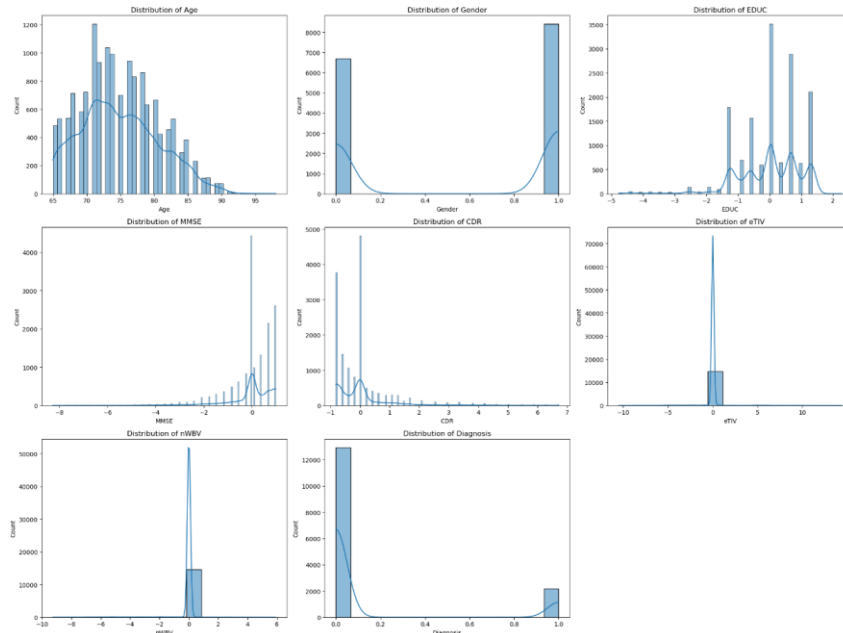 Distribution of Age
Distribution of Gender
Distribution of EDUC
1200
1000
800
600
400
200
0
Count
65 70 75 80 85 90 95
Age
8000
7000
6000
5000
4000
3000
2000
1000
0
Count
0.0 0.2 0.4 0.6 0.8 1.0
Gender
3500
3000
2500
2000
1500
1000
500
0
Count
-5 -4 -3 -2 -1 0 1 2
EDUC
Distribution of MMSE
Distribution of CDR
Distribution of eTIV
4000
3000
2000
1000
0
Count
-8 -6 -4 -2 0
MMSE
5000
4000
3000
2000
1000
0
Count
-1 0 1 2 3 4 5 6 7
CDR
70000
60000
50000
40000
30000
20000
10000
0
Count
-10 -5 0 5 10
eTIV
Distribution of nWBV
Distribution of Diagnosis
50000
40000
30000
20000
10000
0
Count
-10 -8 -6 -4 -2 0 2 4 6
nWBV
12000
10000
8000
6000
4000
2000
0
Count
0.0 0.2 0.4 0.6 0.8 1.0
Diagnosis